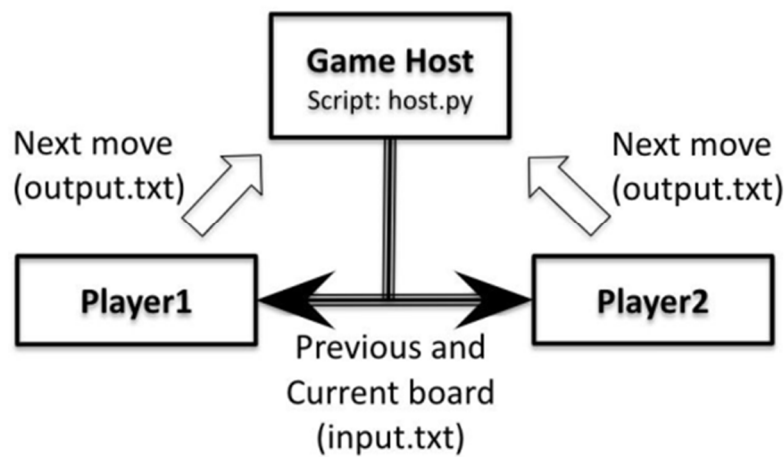 Game Host
Script: host.py
Next move
(output.txt)
Next move
(output.txt)
Player1
Player2
Previous and
Current board
(input.txt)